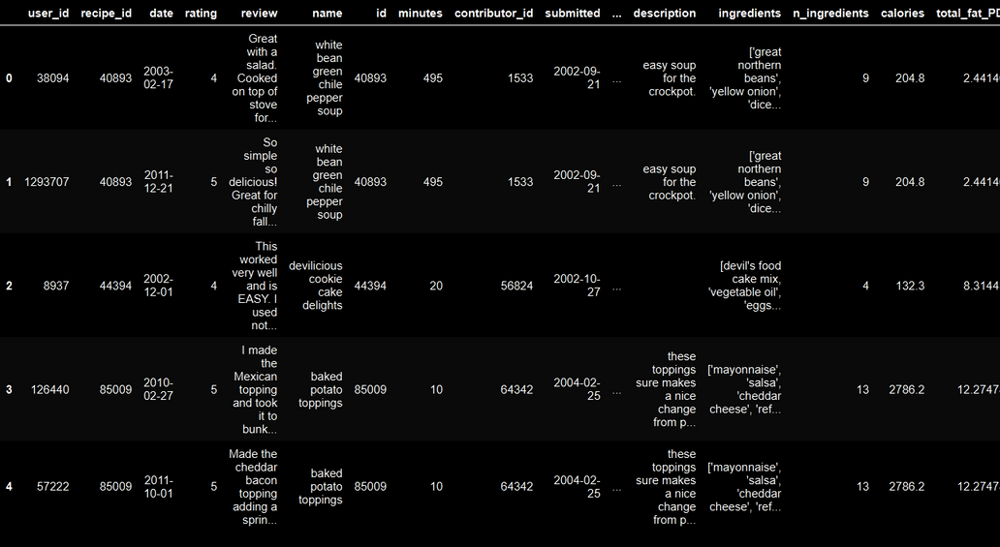 user_id recipe_id date rating review name id minutes contributor_id submitted ... description ingredients n_ingredients calories total_fat_PD
0 38094 40893 2003-02-17 4 Great with a salad. Cooked on top of stove for... white bean green chile pepper soup 40893 495 1533 2002-09-21 ... easy soup for the crockpot. ['great northern beans', 'yellow onion', 'dice... 9 204.8 2.4414
1 1293707 40893 2011-12-21 5 So simple so delicious! Great for chilly fall... white bean green chile pepper soup 40893 495 1533 2002-09-21 ... easy soup for the crockpot. ['great northern beans', 'yellow onion', 'dice... 9 204.8 2.4414
2 8937 44394 2002-12-01 4 This worked very well and is EASY. I used not... devilicious cookie cake delights 44394 20 56824 2002-10-27 ... [devil's food cake mix, 'vegetable oil', 'eggs... 4 132.3 8.3144
3 126440 85009 2010-02-27 5 I made the Mexican topping and took it to bunk... baked potato toppings 85009 10 64342 2004-02-25 ... these toppings sure makes a nice change from p... ['mayonnaise', 'salsa', 'cheddar cheese', 'ref... 13 2786.2 12.2747
4 57222 85009 2011-10-01 5 Made the cheddar bacon topping adding a sprin... baked potato toppings 85009 10 64342 2004-02-25 ... these toppings sure makes a nice change from p... ['mayonnaise', 'salsa', 'cheddar cheese', 'ref... 13 2786.2 12.2747